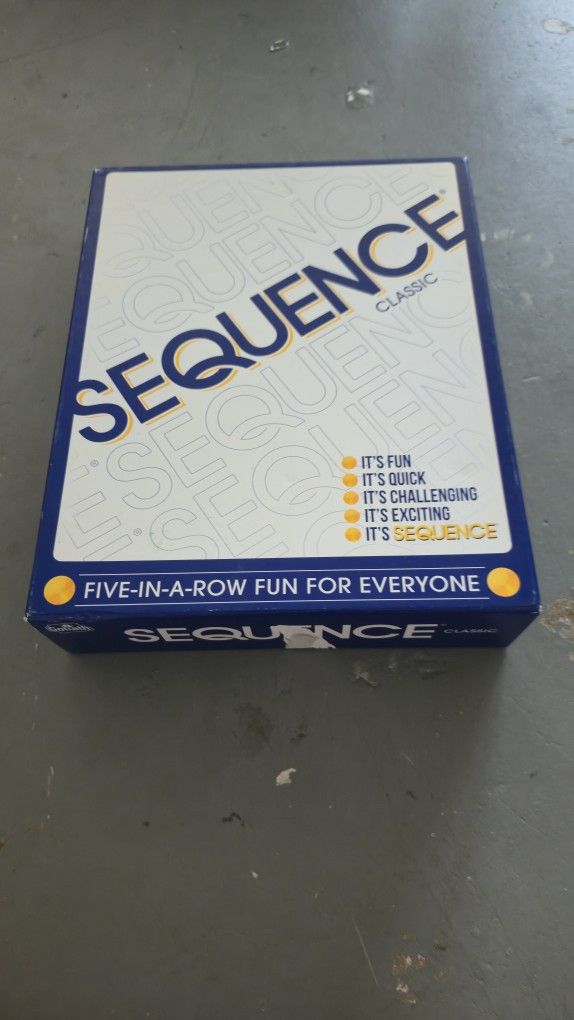 SEQUENCE
CLASSIC
IT'S FUN
IT'S QUICK
IT'S CHALLENGING
IT'S EXCITING
IT'S SEQUENCE
FIVE-IN-A-ROW FUN FOR EVERYONE
Goliath SEQUENCE CLASSIC